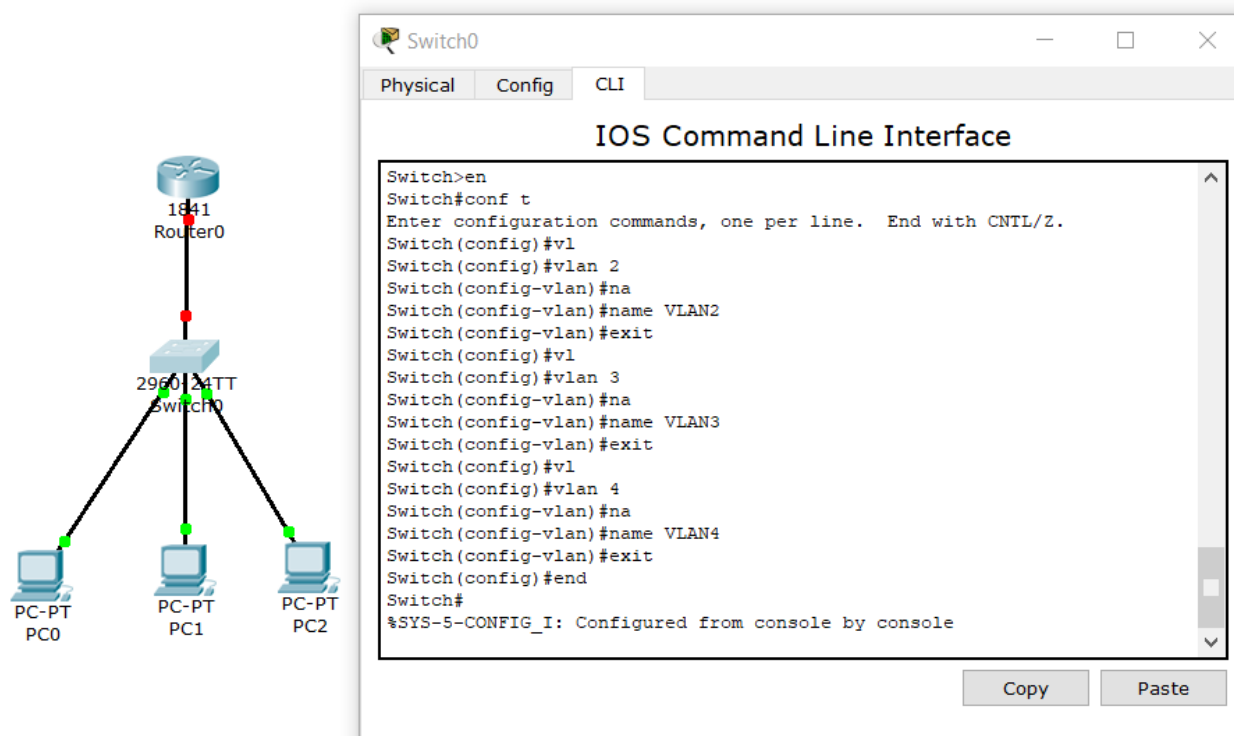 Switch0
Physical Config CLI
IOS Command Line Interface
Switch>en
Switch#conf t
Enter configuration commands, one per line.  End with CNTL/Z.
Switch(config)#vl
Switch(config)#vlan 2
Switch(config-vlan)#na
Switch(config-vlan)#name VLAN2
Switch(config-vlan)#exit
Switch(config)#vl
Switch(config)#vlan 3
Switch(config-vlan)#na
Switch(config-vlan)#name VLAN3
Switch(config-vlan)#exit
Switch(config)#vl
Switch(config)#vlan 4
Switch(config-vlan)#na
Switch(config-vlan)#name VLAN4
Switch(config-vlan)#exit
Switch(config)#end
Switch#
%SYS-5-CONFIG_I: Configured from console by console
Copy Paste
1841
Router0
2960-24TT
Switch0
PC-PT
PC0
PC-PT
PC1
PC-PT
PC2